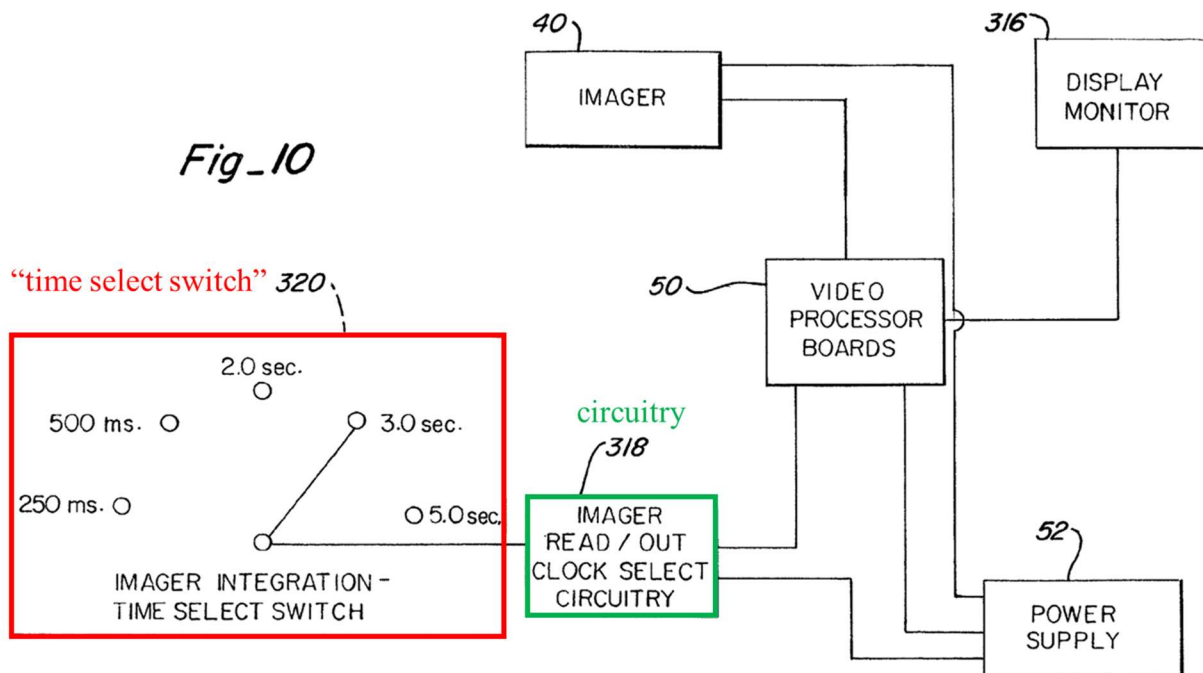 40
IMAGER
316
DISPLAY
MONITOR
Fig_10
"time select switch" 320
2.0 sec.
500 ms.
3.0 sec.
250 ms.
5.0 sec.
IMAGER INTEGRATION-
TIME SELECT SWITCH
50
VIDEO
PROCESSOR
BOARDS
circuitry
318
IMAGER
READ / OUT
CLOCK SELECT
CIRCUITRY
52
POWER
SUPPLY